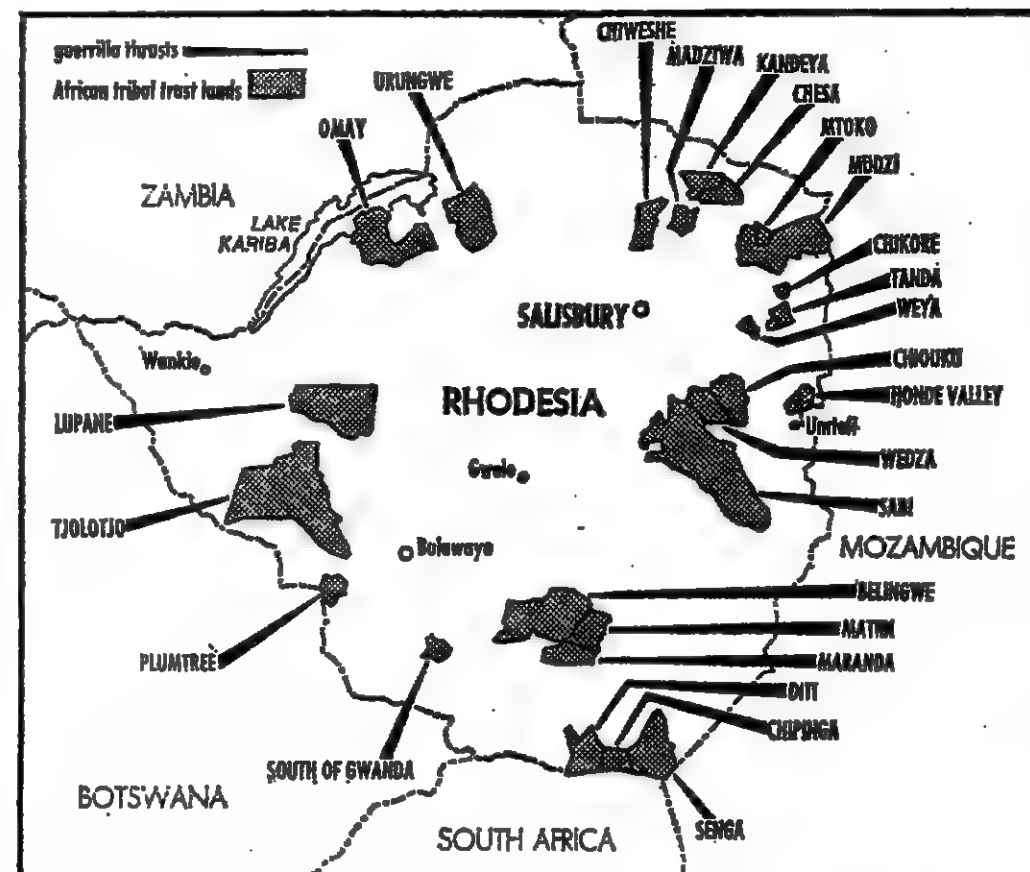 guerrilla thrusts
African tribal trust lands
CHIWESHE
MADZIWA
URUNGWE
KANDEYA
CHESA
OMAY
MTOKO
MUDZI
ZAMBIA
LAKE
KARIBA
CHIKORE
TANDA
SALISBURY
WEYA
Wankie
CHIOUKU
RHODESIA
HONDE VALLEY
LUPANE
Umtali
WEDZA
Gwelo
SABI
TJOLOTJO
MOZAMBIQUE
Bulawayo
BELINGWE
MATIBI
PLUMTREE
MARANDA
DITI
CHIPINGA
SOUTH OF GWANDA
BOTSWANA
SENGA
SOUTH AFRICA